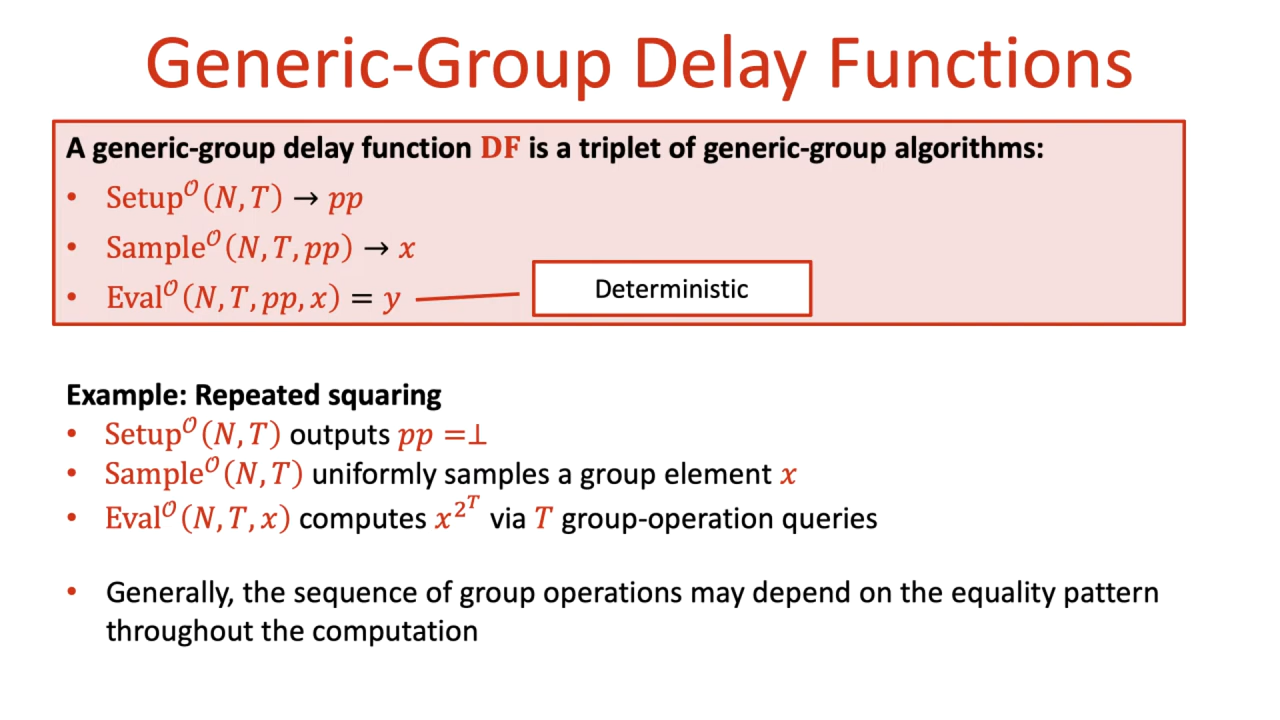 Generic-Group Delay Functions
A generic-group delay function DF is a triplet of generic-group algorithms:
• Setup^𝒪(N, T) → pp
• Sample^𝒪(N, T, pp) → x
• Eval^𝒪(N, T, pp, x) = y
Deterministic
Example: Repeated squaring
• Setup^𝒪(N, T) outputs pp =⊥
• Sample^𝒪(N, T) uniformly samples a group element x
• Eval^𝒪(N, T, x) computes x^{2^T} via T group-operation queries
• Generally, the sequence of group operations may depend on the equality pattern
throughout the computation